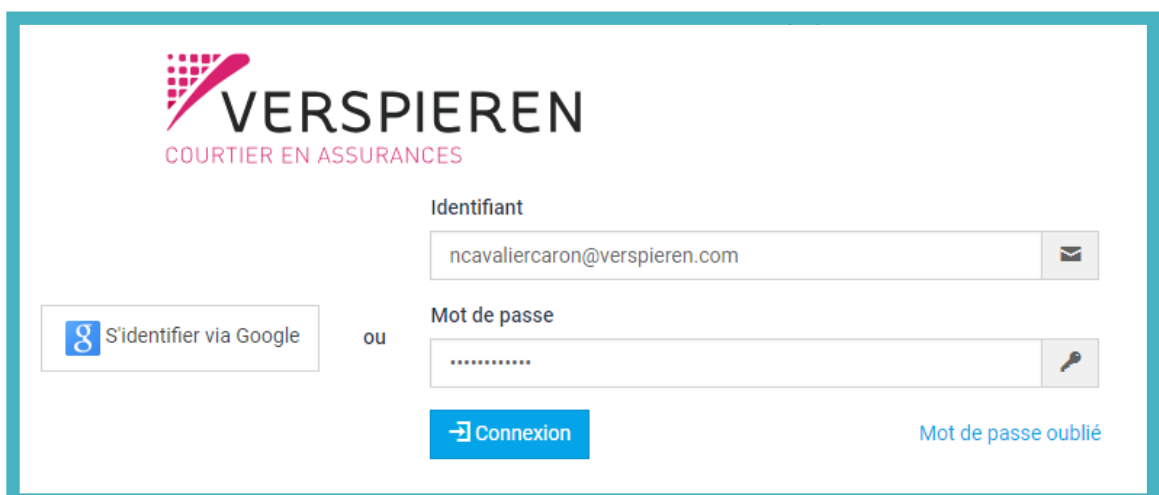 VERSPIEREN
COURTIER EN ASSURANCES
Identifiant
ncavaliercaron@verspieren.com
S'identifier via Google
ou
Mot de passe
••••••••••••
Connexion
Mot de passe oublié